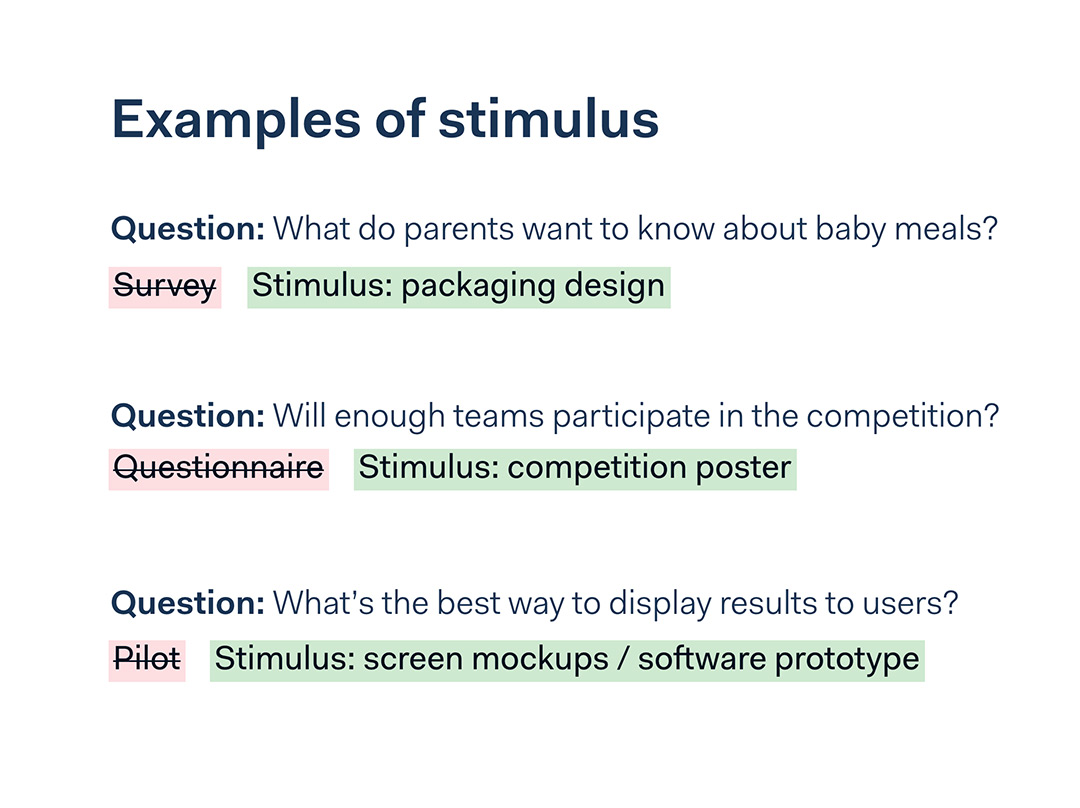 Examples of stimulus
Question: What do parents want to know about baby meals?
Survey Stimulus: packaging design
Question: Will enough teams participate in the competition?
Questionnaire Stimulus: competition poster
Question: What’s the best way to display results to users?
Pilot Stimulus: screen mockups / software prototype